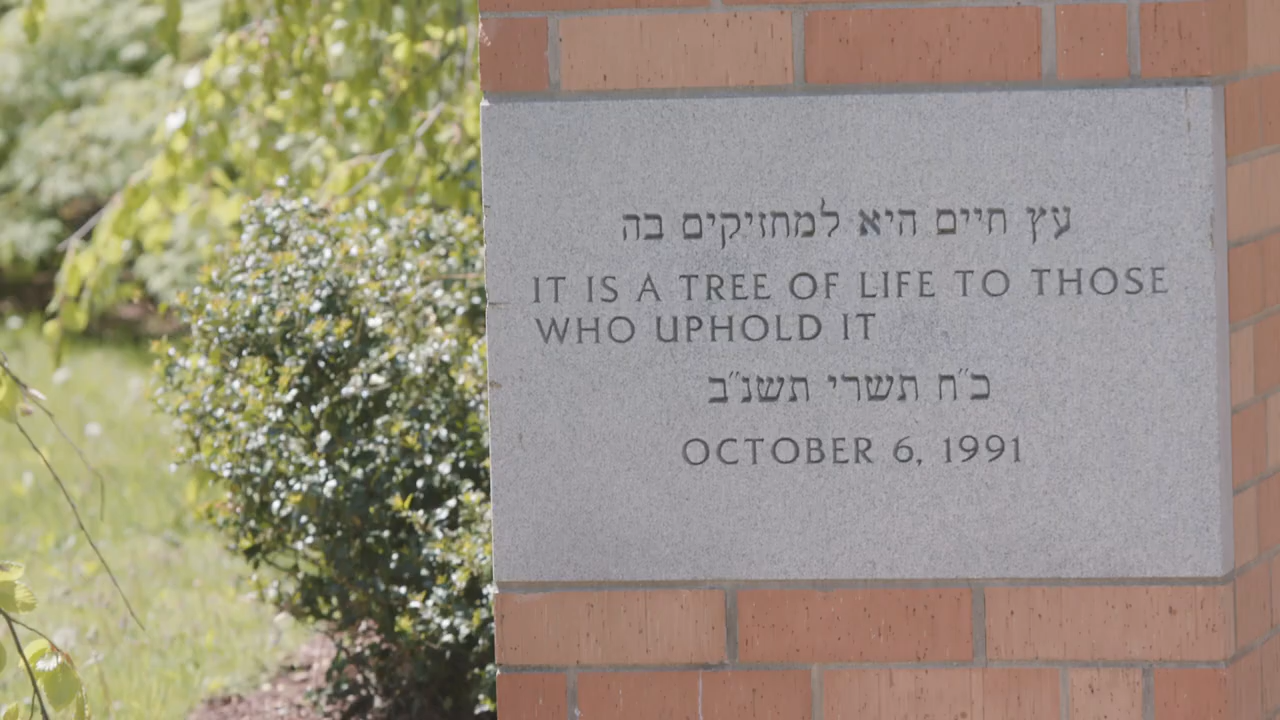 עץ חיים היא למחזיקים בה
IT IS A TREE OF LIFE TO THOSE
WHO UPHOLD IT
כ״ח תשרי תשנ״ב
OCTOBER 6, 1991